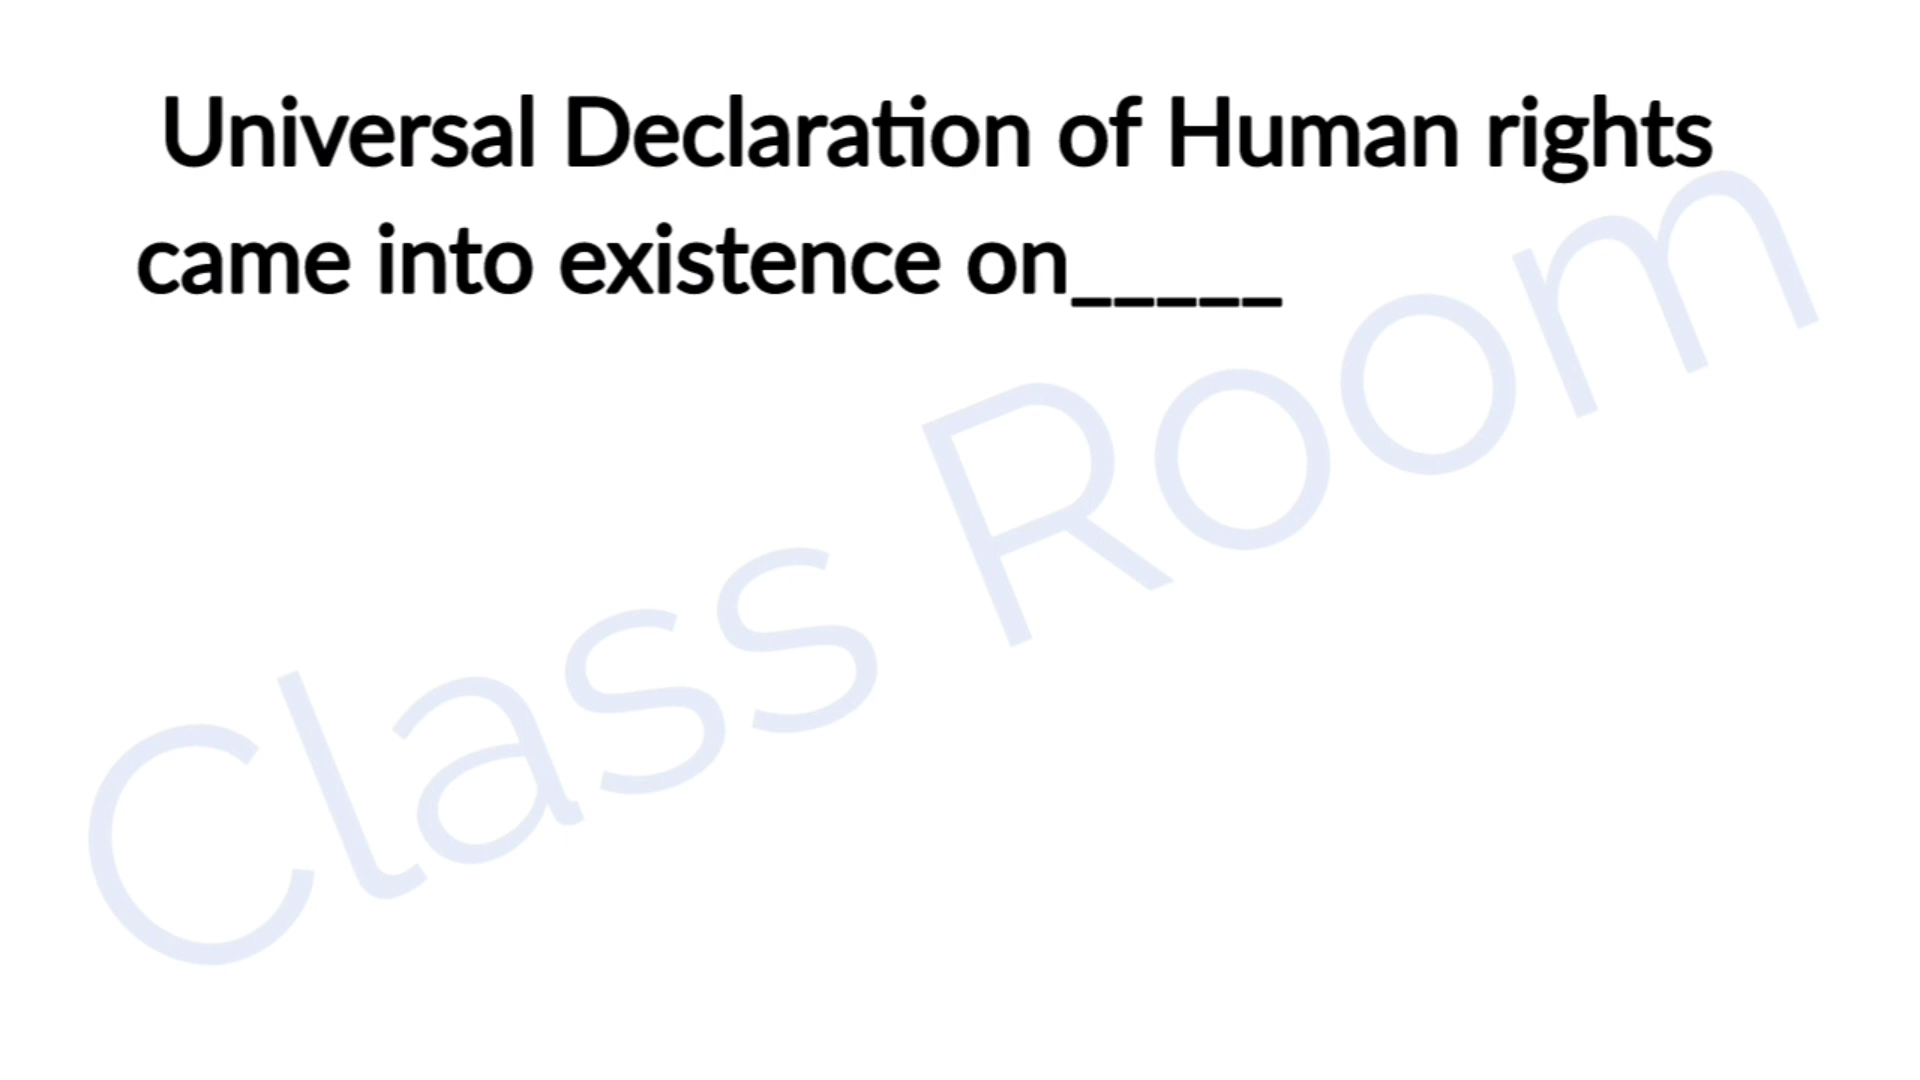 Universal Declaration of Human rights
came into existence on_____
Class Room